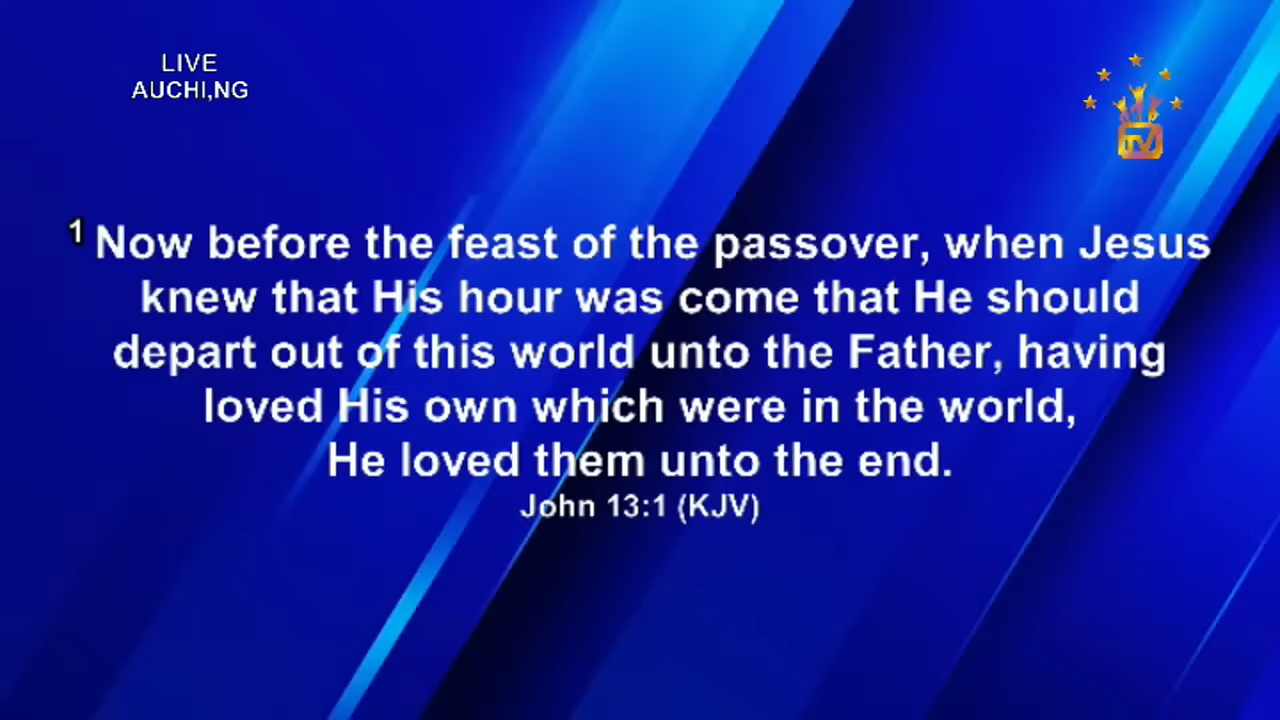 LIVE
AUCHI,NG
TV
1 Now before the feast of the passover, when Jesus
knew that His hour was come that He should
depart out of this world unto the Father, having
loved His own which were in the world,
He loved them unto the end.
John 13:1 (KJV)